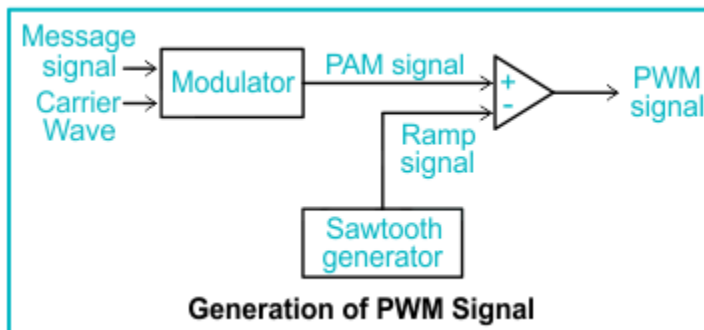 Message
signal
Carrier
Wave
Modulator
PAM signal
+
-
PWM
signal
Ramp
signal
Sawtooth
generator
Generation of PWM Signal